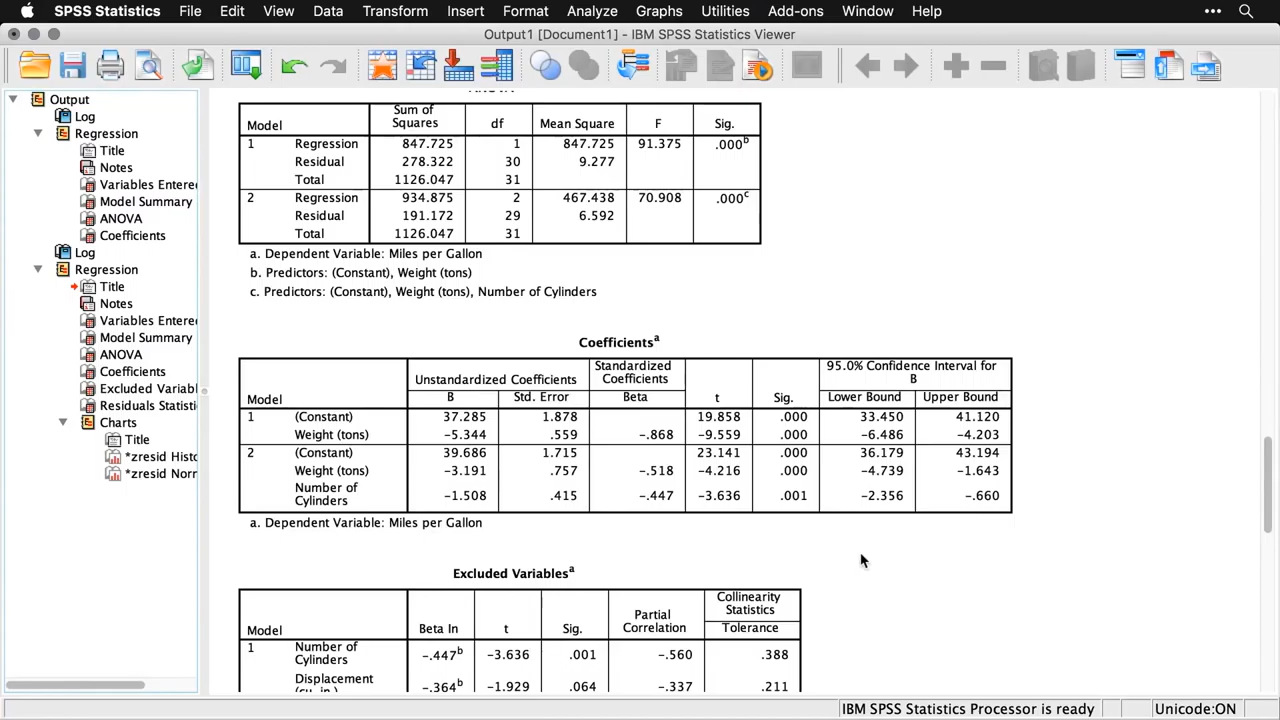 SPSS Statistics File Edit View Data Transform Insert Format Analyze Graphs Utilities Add-ons Window Help
Output1 [Document1] - IBM SPSS Statistics Viewer
Output
Log
Regression
Title
Notes
Variables Entere
Model Summary
ANOVA
Coefficients
Log
Regression
Title
Notes
Variables Entere
Model Summary
ANOVA
Coefficients
Excluded Variabl
Residuals Statisti
Charts
Title
*zresid Histo
*zresid Norr
Model Sum of Squares df Mean Square F Sig.
1 Regression 847.725 1 847.725 91.375 .000b
Residual 278.322 30 9.277
Total 1126.047 31
2 Regression 934.875 2 467.438 70.908 .000c
Residual 191.172 29 6.592
Total 1126.047 31
a. Dependent Variable: Miles per Gallon
b. Predictors: (Constant), Weight (tons)
c. Predictors: (Constant), Weight (tons), Number of Cylinders
Coefficientsa
Unstandardized Coefficients Standardized Coefficients 95.0% Confidence Interval for B
Model B Std. Error Beta t Sig. Lower Bound Upper Bound
1 (Constant) 37.285 1.878 19.858 .000 33.450 41.120
Weight (tons) -5.344 .559 -.868 -9.559 .000 -6.486 -4.203
2 (Constant) 39.686 1.715 23.141 .000 36.179 43.194
Weight (tons) -3.191 .757 -.518 -4.216 .000 -4.739 -1.643
Number of Cylinders -1.508 .415 -.447 -3.636 .001 -2.356 -.660
a. Dependent Variable: Miles per Gallon
Excluded Variablesa
Collinearity Statistics
Model Beta In t Sig. Partial Correlation Tolerance
1 Number of Cylinders -.447b -3.636 .001 -.560 .388
Displacement -.364b -1.929 .064 -.337 .211
IBM SPSS Statistics Processor is ready Unicode:ON